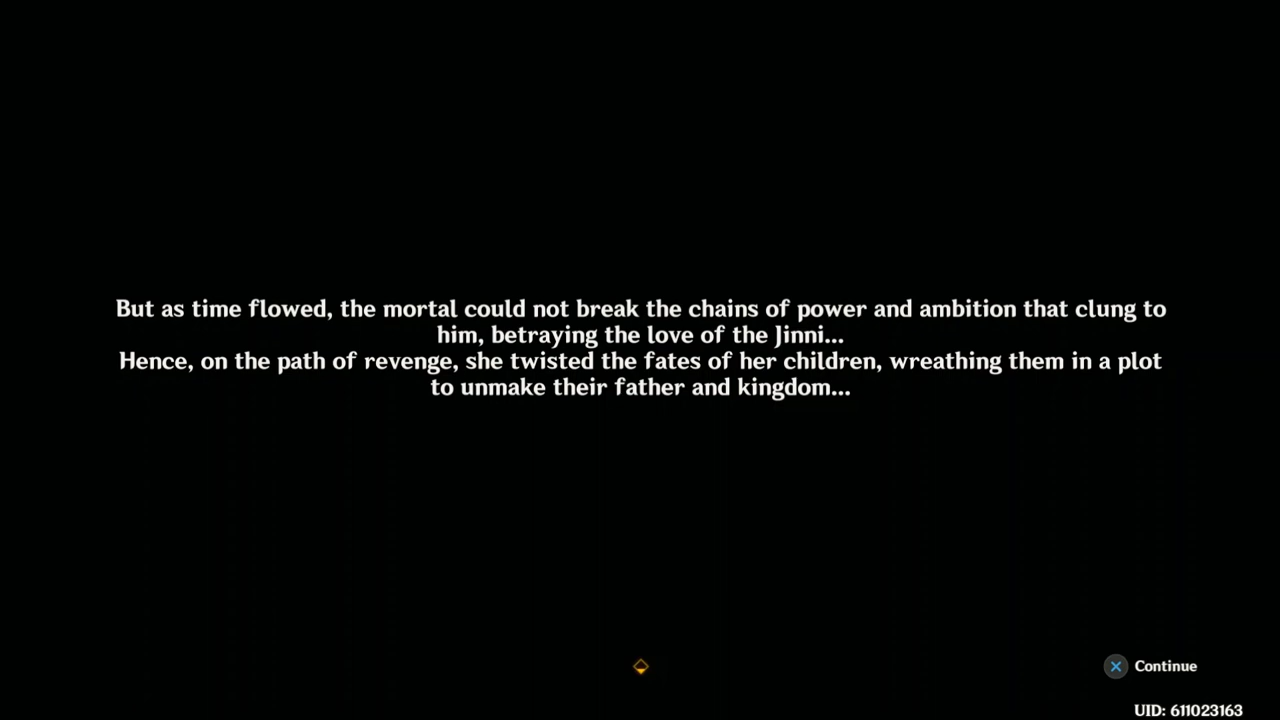 But as time flowed, the mortal could not break the chains of power and ambition that clung to
him, betraying the love of the Jinni...
Hence, on the path of revenge, she twisted the fates of her children, wreathing them in a plot
to unmake their father and kingdom...
Continue
UID: 611023163